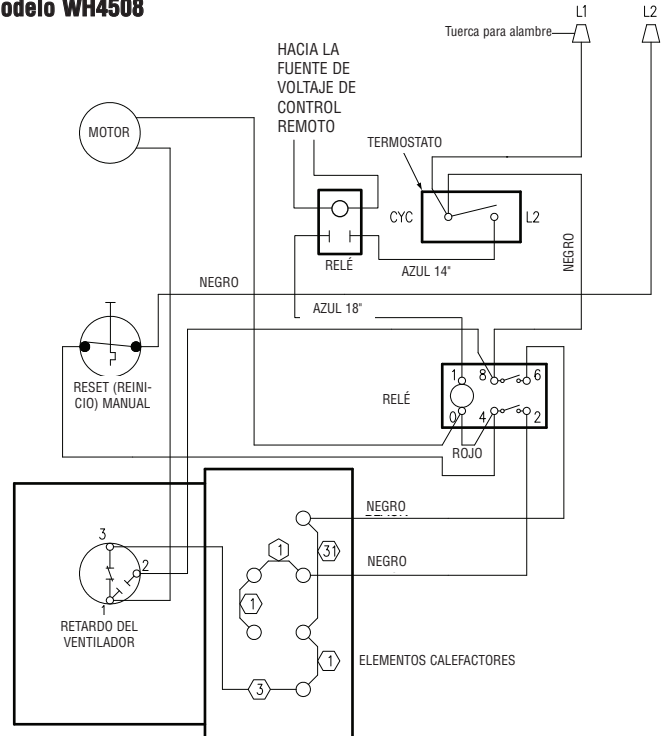 odelo WH4508
L1
L2
Tuerca para alambre
HACIA LA
FUENTE DE
VOLTAJE DE
CONTROL
REMOTO
MOTOR
TERMOSTATO
CYC
L2
RELÉ
AZUL 14"
NEGRO
NEGRO
AZUL 18"
RESET (REINI-
CIO) MANUAL
RELÉ
1 8 6
0 4 2
ROJO
NEGRO
31
1
NEGRO
3
2
1
1
RETARDO DEL
VENTILADOR
1
ELEMENTOS CALEFACTORES
3